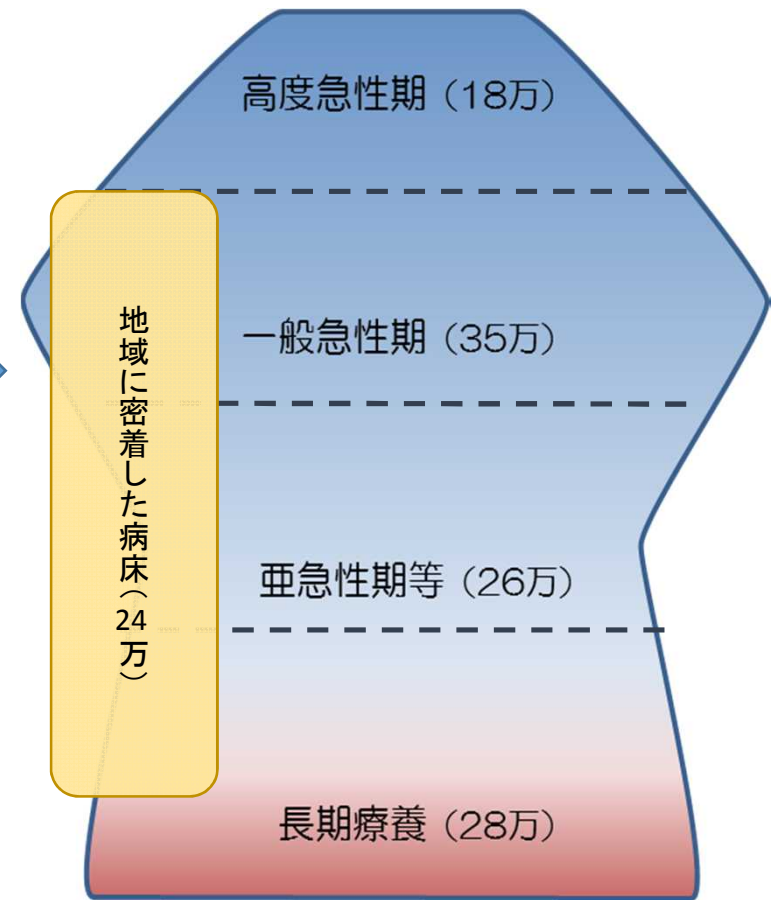 高度急性期（18万）
一般急性期（35万）
地域に密着した病床（24万）
亜急性期等（26万）
長期療養（28万）